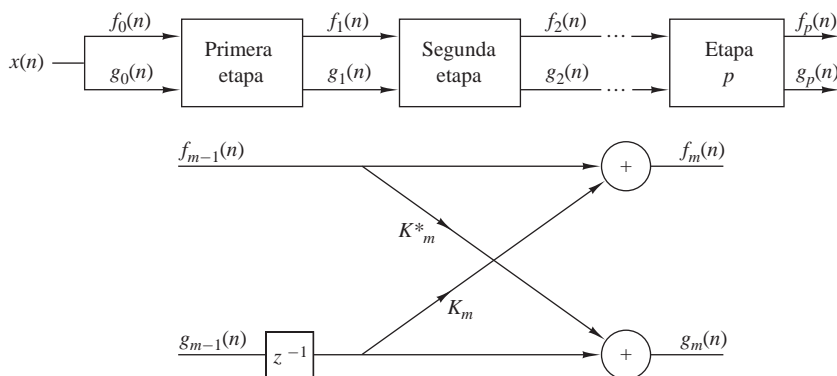 x(n)
f₀(n)
g₀(n)
Primera
etapa
f₁(n)
g₁(n)
Segunda
etapa
f₂(n)
g₂(n)
...
...
Etapa
p
fₚ(n)
gₚ(n)
fₘ₋₁(n)
+
fₘ(n)
K*ₘ
Kₘ
gₘ₋₁(n)
z⁻¹
+
gₘ(n)